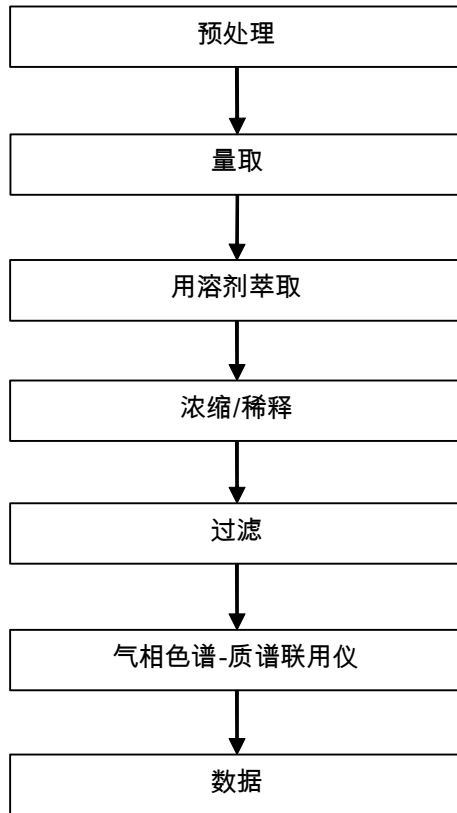 预处理
量取
用溶剂萃取
浓缩/稀释
过滤
气相色谱-质谱联用仪
数据